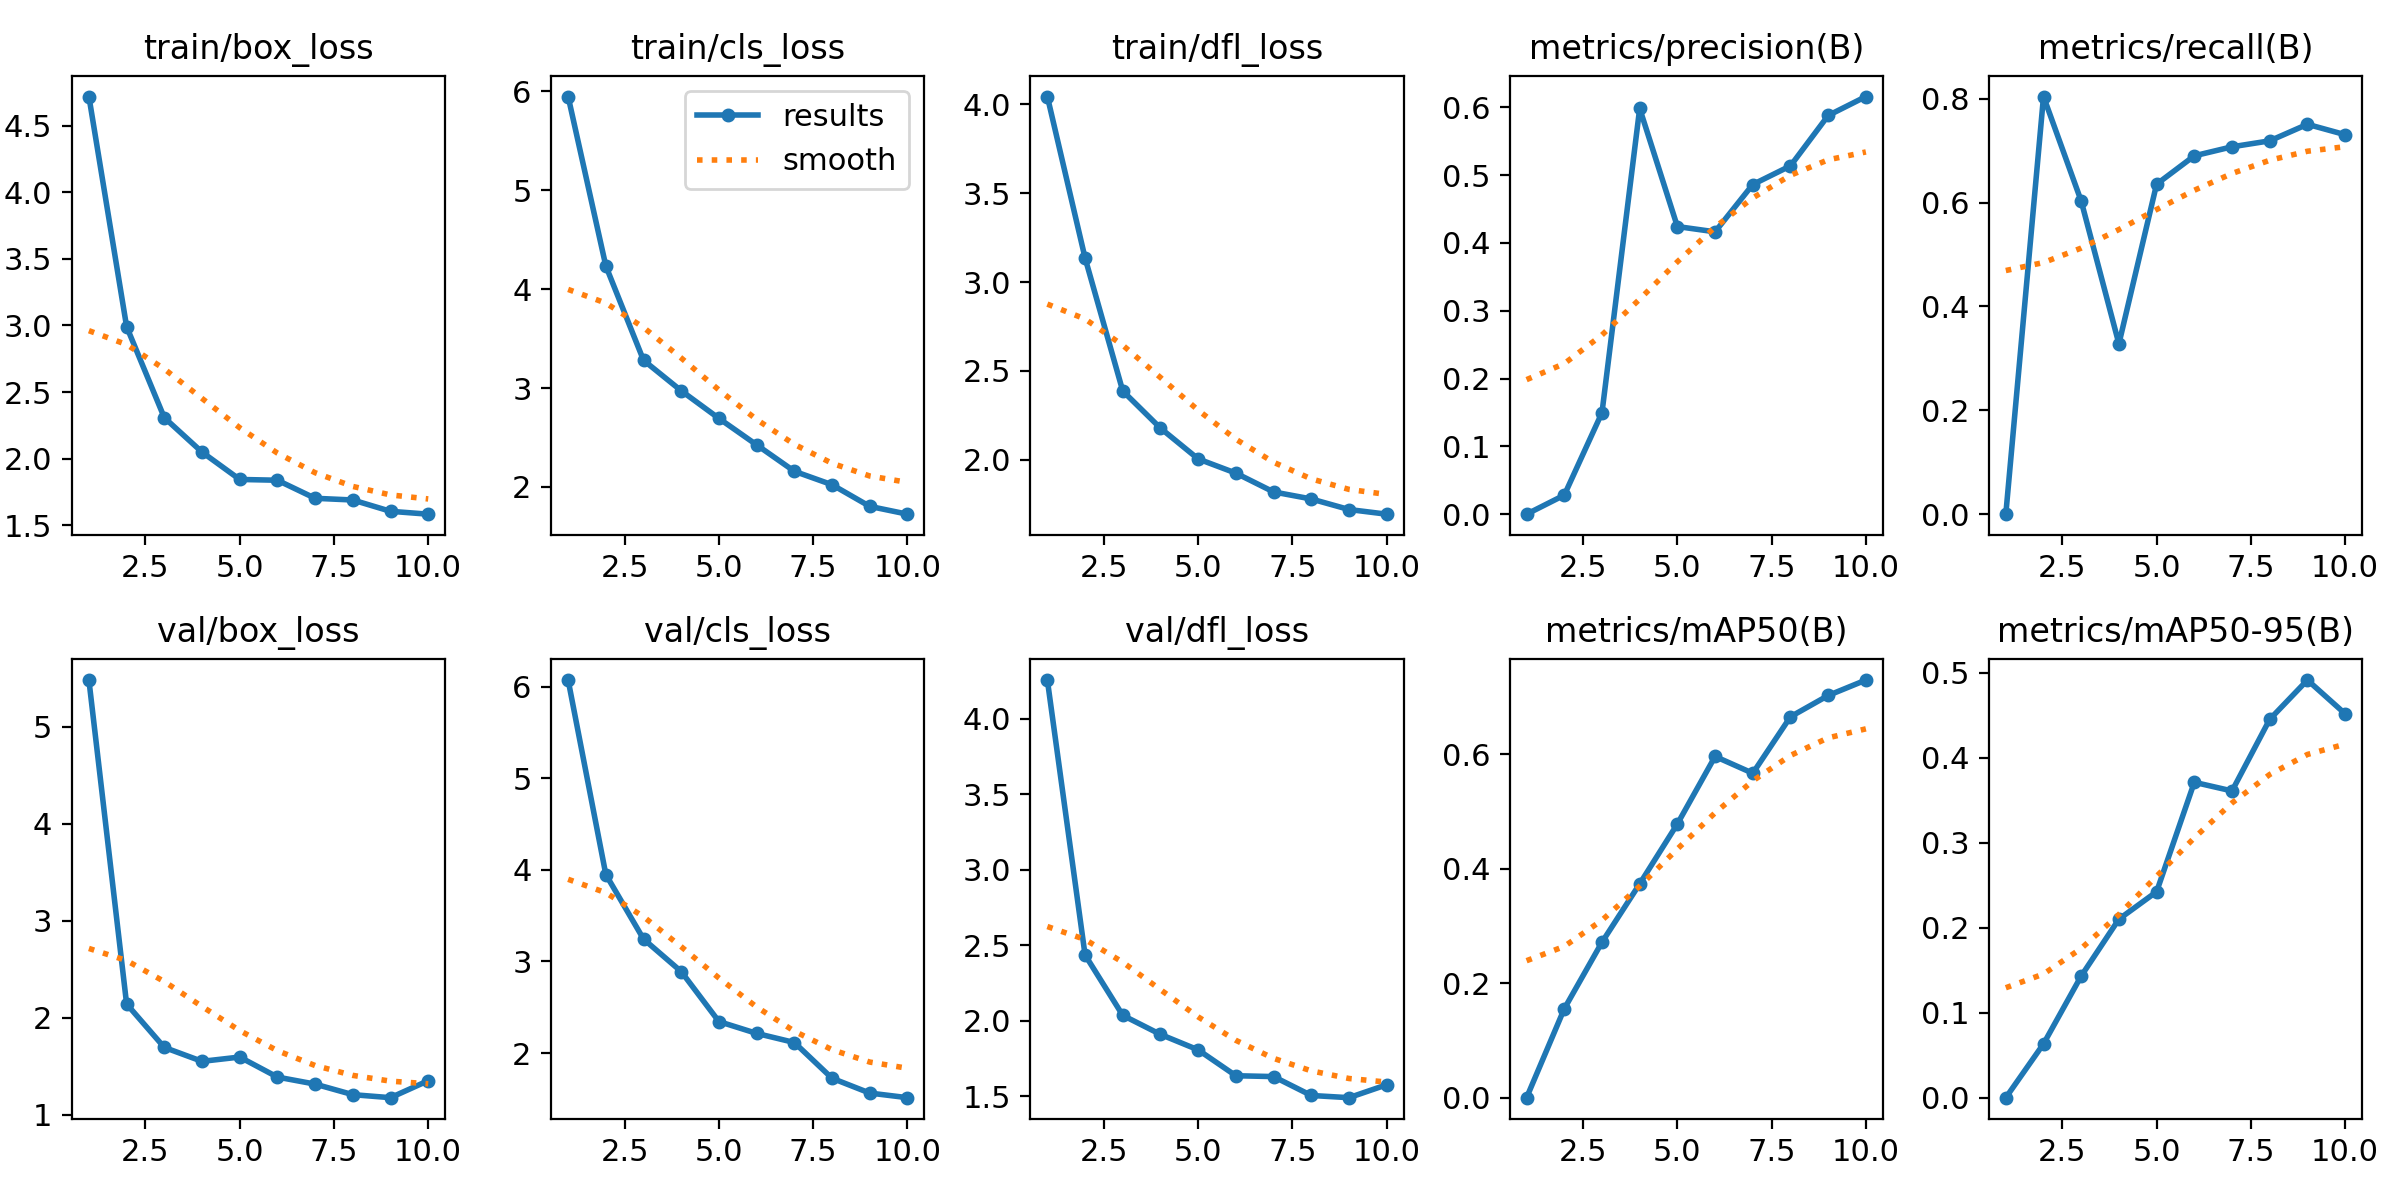 train/box_loss
train/cls_loss
train/dfl_loss
metrics/precision(B)
metrics/recall(B)
4.5
4.0
3.5
3.0
2.5
2.0
1.5
2.5 5.0 7.5 10.0
6
5
4
3
2
results
smooth
2.5 5.0 7.5 10.0
4.0
3.5
3.0
2.5
2.0
2.5 5.0 7.5 10.0
0.6
0.5
0.4
0.3
0.2
0.1
0.0
2.5 5.0 7.5 10.0
0.8
0.6
0.4
0.2
0.0
2.5 5.0 7.5 10.0
val/box_loss
val/cls_loss
val/dfl_loss
metrics/mAP50(B)
metrics/mAP50-95(B)
5
4
3
2
1
2.5 5.0 7.5 10.0
6
5
4
3
2
2.5 5.0 7.5 10.0
4.0
3.5
3.0
2.5
2.0
1.5
2.5 5.0 7.5 10.0
0.6
0.4
0.2
0.0
2.5 5.0 7.5 10.0
0.5
0.4
0.3
0.2
0.1
0.0
2.5 5.0 7.5 10.0